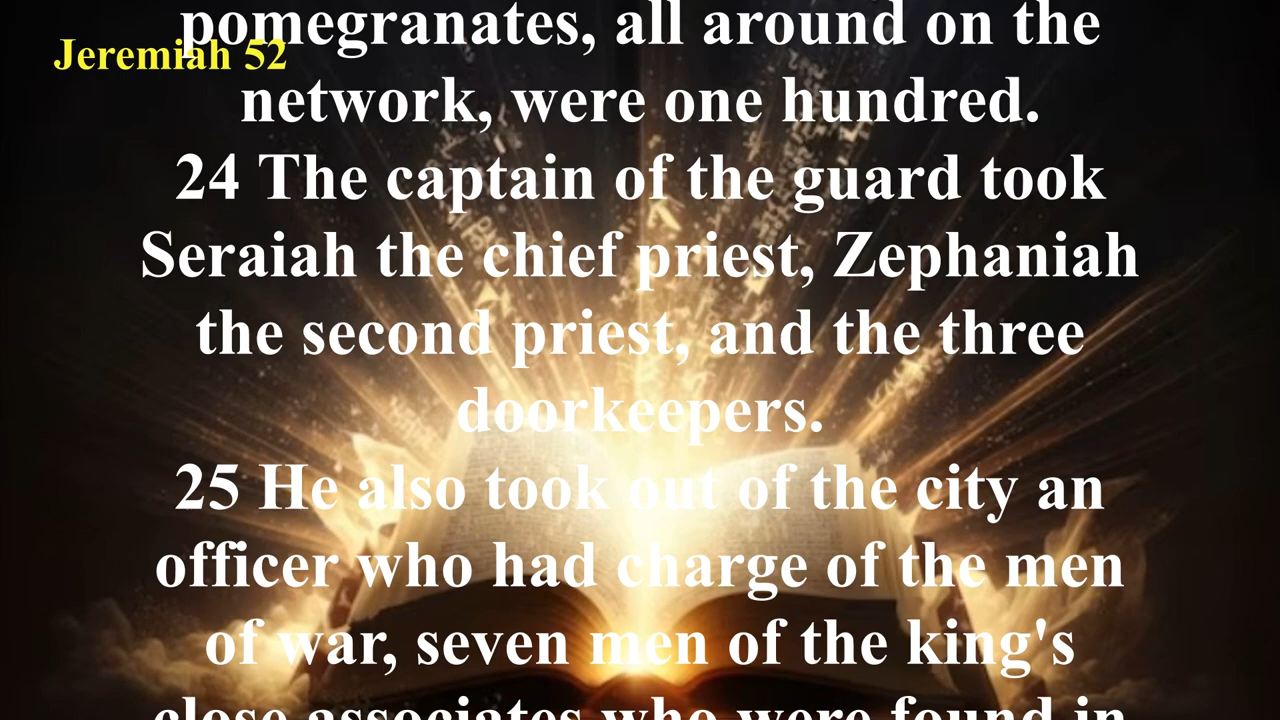 pomegranates, all around on the
Jeremiah 52
network, were one hundred.
24 The captain of the guard took
Seraiah the chief priest, Zephaniah
the second priest, and the three
doorkeepers.
25 He also took out of the city an
officer who had charge of the men
of war, seven men of the king's
close associates who were found in